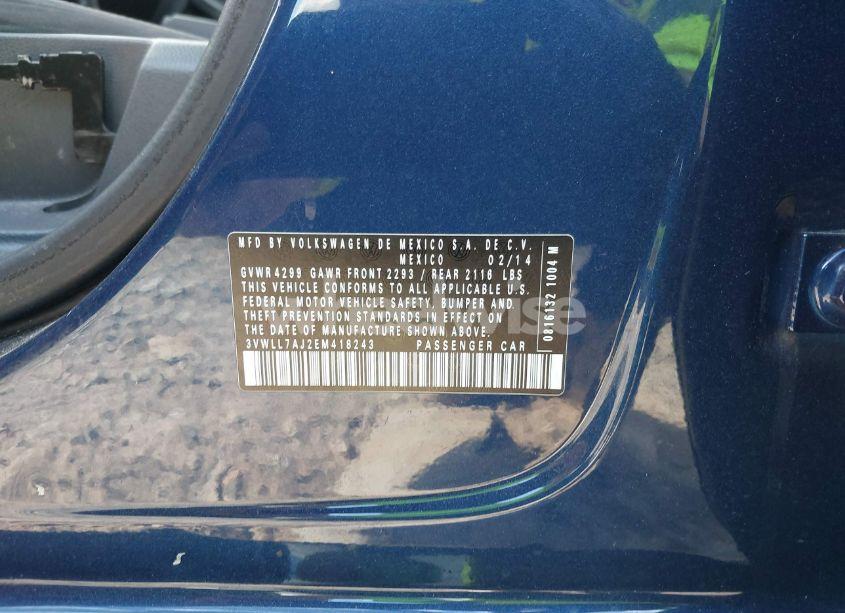 MFD BY VOLKSWAGEN DE MEXICO S.A. DE C.V.
MEXICO 02/14
GVWR 4299 GAWR FRONT 2293 / REAR 2118 LBS
THIS VEHICLE CONFORMS TO ALL APPLICABLE U.S.
FEDERAL MOTOR VEHICLE SAFETY, BUMPER AND
THEFT PREVENTION STANDARDS IN EFFECT ON
THE DATE OF MANUFACTURE SHOWN ABOVE.
3VWLL7AJ2EM418243 PASSENGER CAR
0816132 1004 M